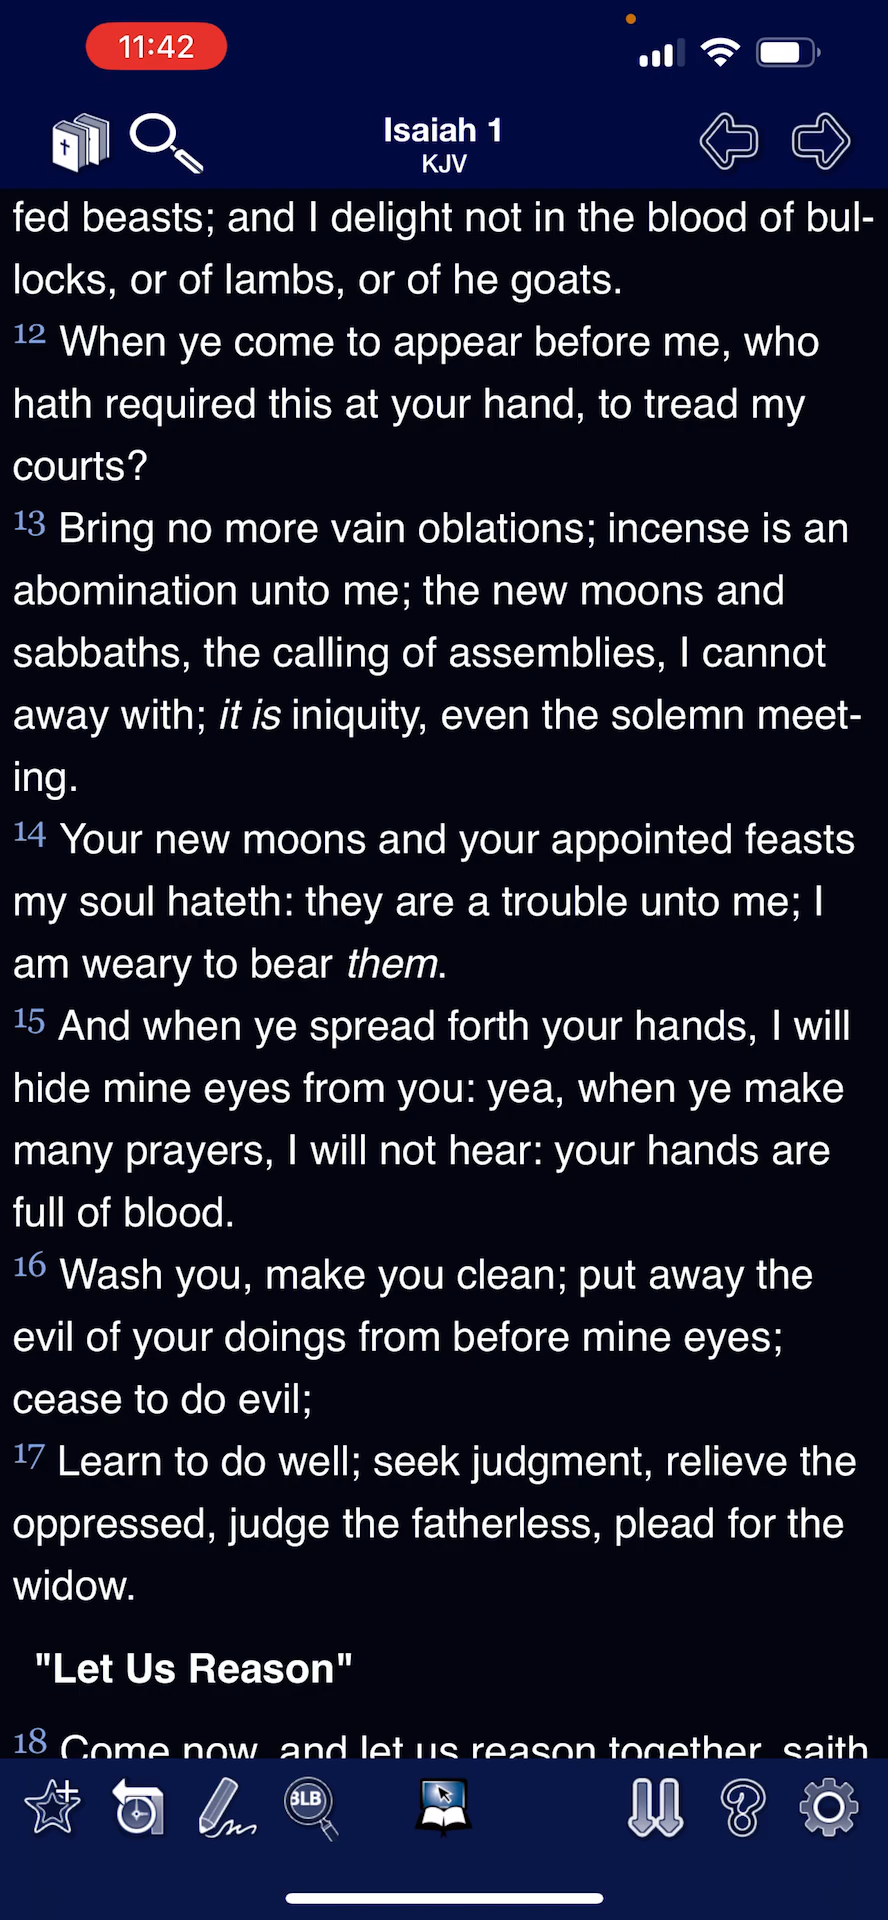 11:42
Isaiah 1
KJV
fed beasts; and I delight not in the blood of bul-
locks, or of lambs, or of he goats.
12 When ye come to appear before me, who
hath required this at your hand, to tread my
courts?
13 Bring no more vain oblations; incense is an
abomination unto me; the new moons and
sabbaths, the calling of assemblies, I cannot
away with; it is iniquity, even the solemn meet-
ing.
14 Your new moons and your appointed feasts
my soul hateth: they are a trouble unto me; I
am weary to bear them.
15 And when ye spread forth your hands, I will
hide mine eyes from you: yea, when ye make
many prayers, I will not hear: your hands are
full of blood.
16 Wash you, make you clean; put away the
evil of your doings from before mine eyes;
cease to do evil;
17 Learn to do well; seek judgment, relieve the
oppressed, judge the fatherless, plead for the
widow.
"Let Us Reason"
18 Come now, and let us reason together, saith
BLB